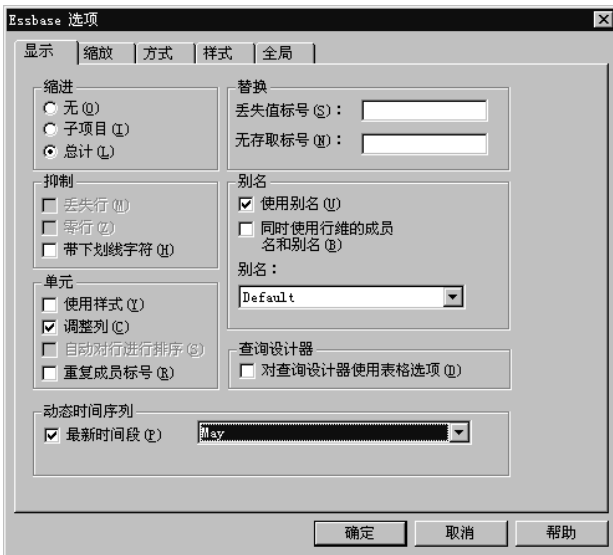 Essbase 选项
显示 缩放 方式 样式 全局
缩进
无(O)
子项目(I)
总计(L)
替换
丢失值标号(S)：
无存取标号(N)：
抑制
丢失行(M)
零行(Z)
带下划线字符(H)
别名
使用别名(U)
同时使用行维的成员
名和别名(B)
别名：
Default
单元
使用样式(Y)
调整列(C)
自动对行进行排序(S)
重复成员标号(R)
查询设计器
对查询设计器使用表格选项(D)
动态时间序列
最新时间段(P)
May
确定 取消 帮助